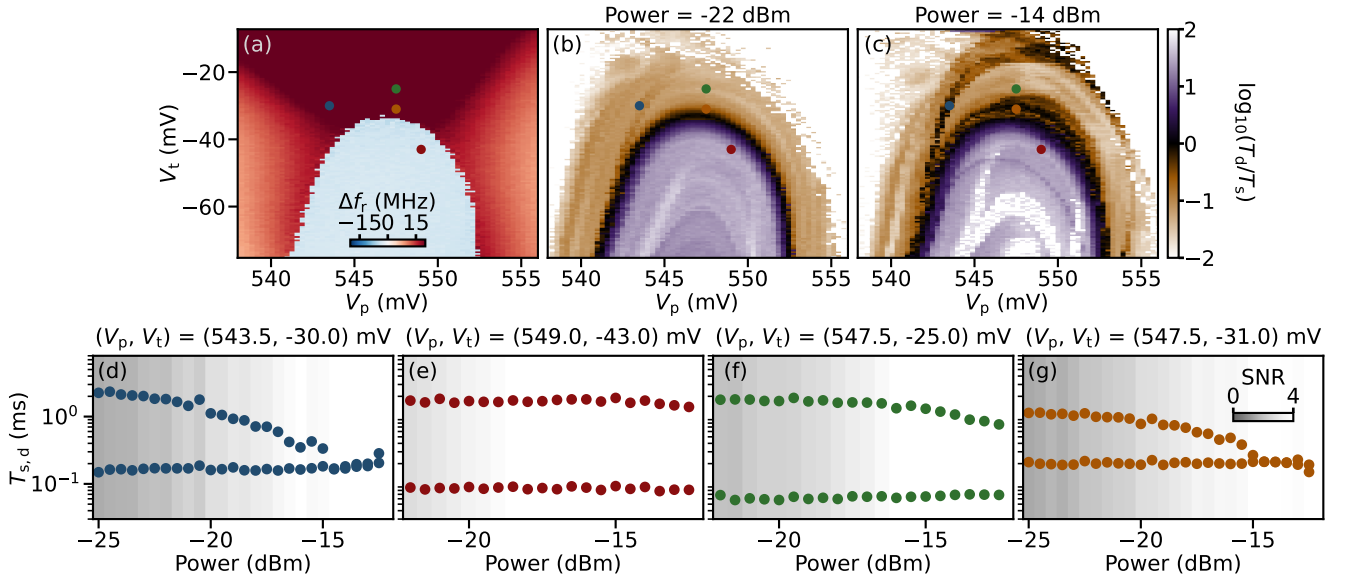 Power = -22 dBm
Power = -14 dBm
(a)
(b)
(c)
−20
−40
−60
V_t (mV)
Δf_r (MHz)
−15 0 15
540 545 550 555
540 545 550 555
540 545 550 555
V_p (mV)
V_p (mV)
V_p (mV)
2
1
0
−1
−2
log_10(T_d/T_s)
(V_p, V_t) = (543.5, -30.0) mV
(V_p, V_t) = (549.0, -43.0) mV
(V_p, V_t) = (547.5, -25.0) mV
(V_p, V_t) = (547.5, -31.0) mV
(d)
(e)
(f)
(g)
SNR
0 4
10^0
10^−1
T_s,d (ms)
−25 −20 −15
−20 −15
−20 −15
−25 −20 −15
Power (dBm)
Power (dBm)
Power (dBm)
Power (dBm)